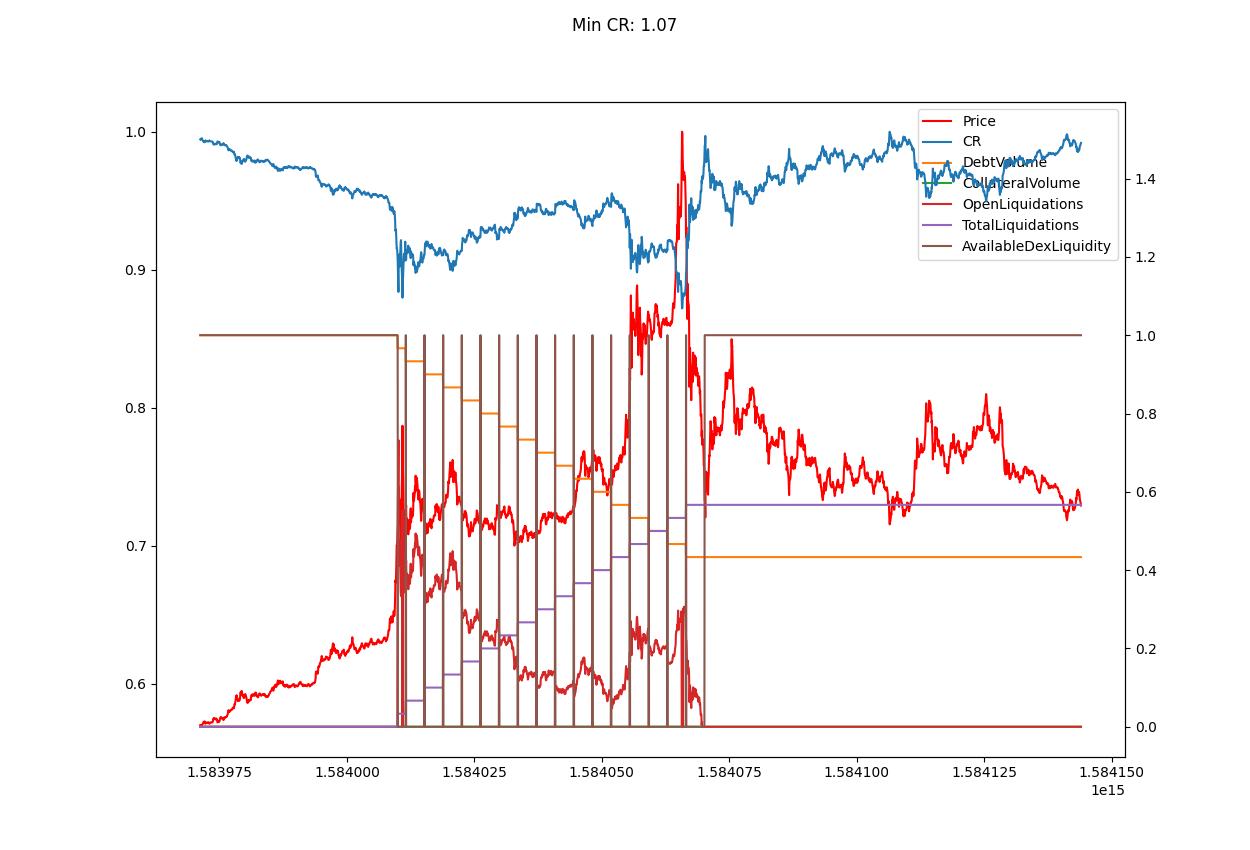 Min CR: 1.07
Price
CR
DebtVolume
CollateralVolume
OpenLiquidations
TotalLiquidations
AvailableDexLiquidity
1.0
0.9
0.8
0.7
0.6
1.4
1.2
1.0
0.8
0.6
0.4
0.2
0.0
1.583975 1.584000 1.584025 1.584050 1.584075 1.584100 1.584125 1.584150
1e15